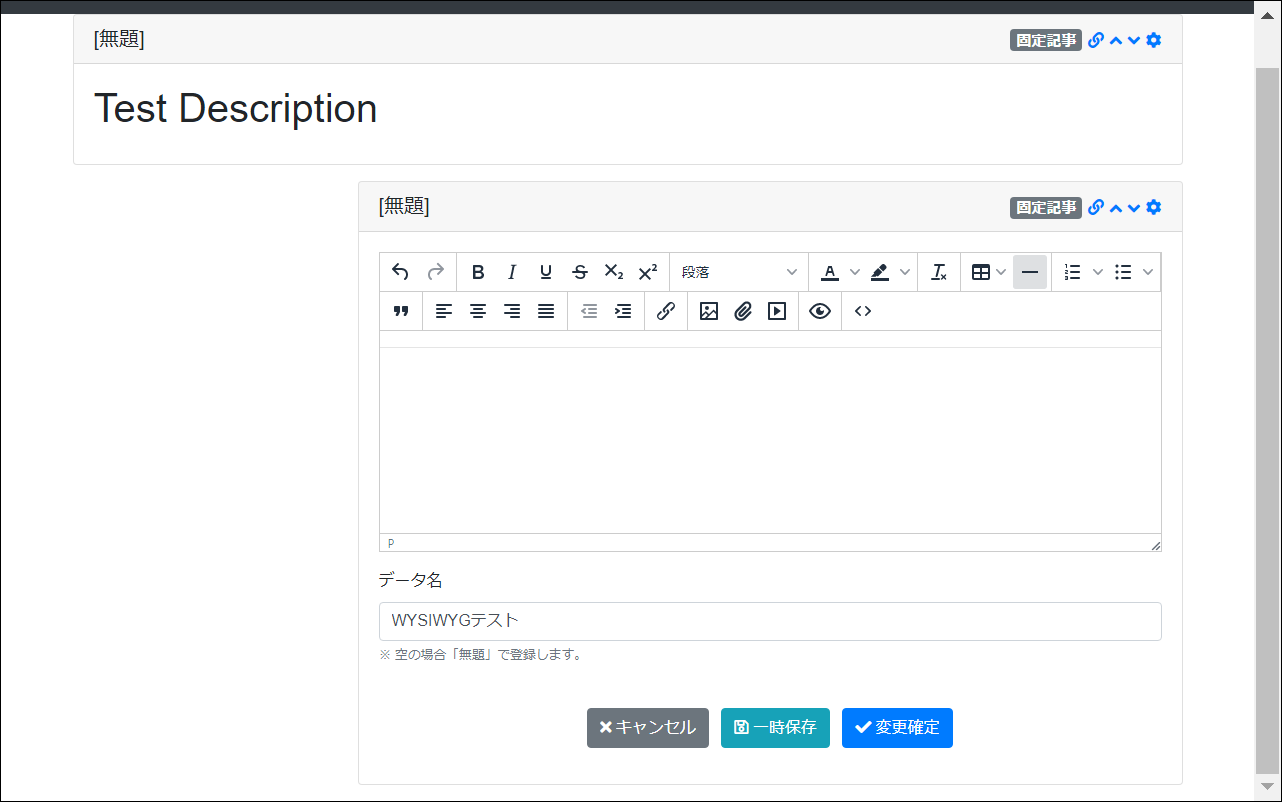 [無題] 固定記事
Test Description
[無題] 固定記事
段落
P
データ名
WYSIWYGテスト
※ 空の場合「無題」で登録します。
キャンセル 一時保存 変更確定